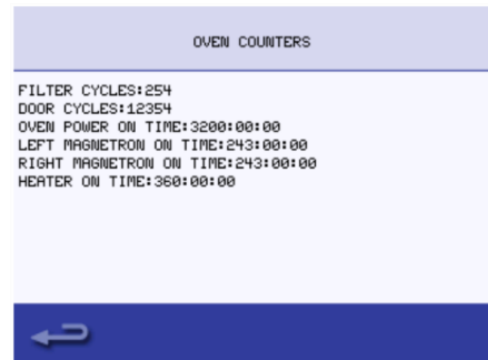 OVEN COUNTERS
FILTER CYCLES:254
DOOR CYCLES:12354
OVEN POWER ON TIME:3200:00:00
LEFT MAGNETRON ON TIME:243:00:00
RIGHT MAGNETRON ON TIME:243:00:00
HEATER ON TIME:360:00:00